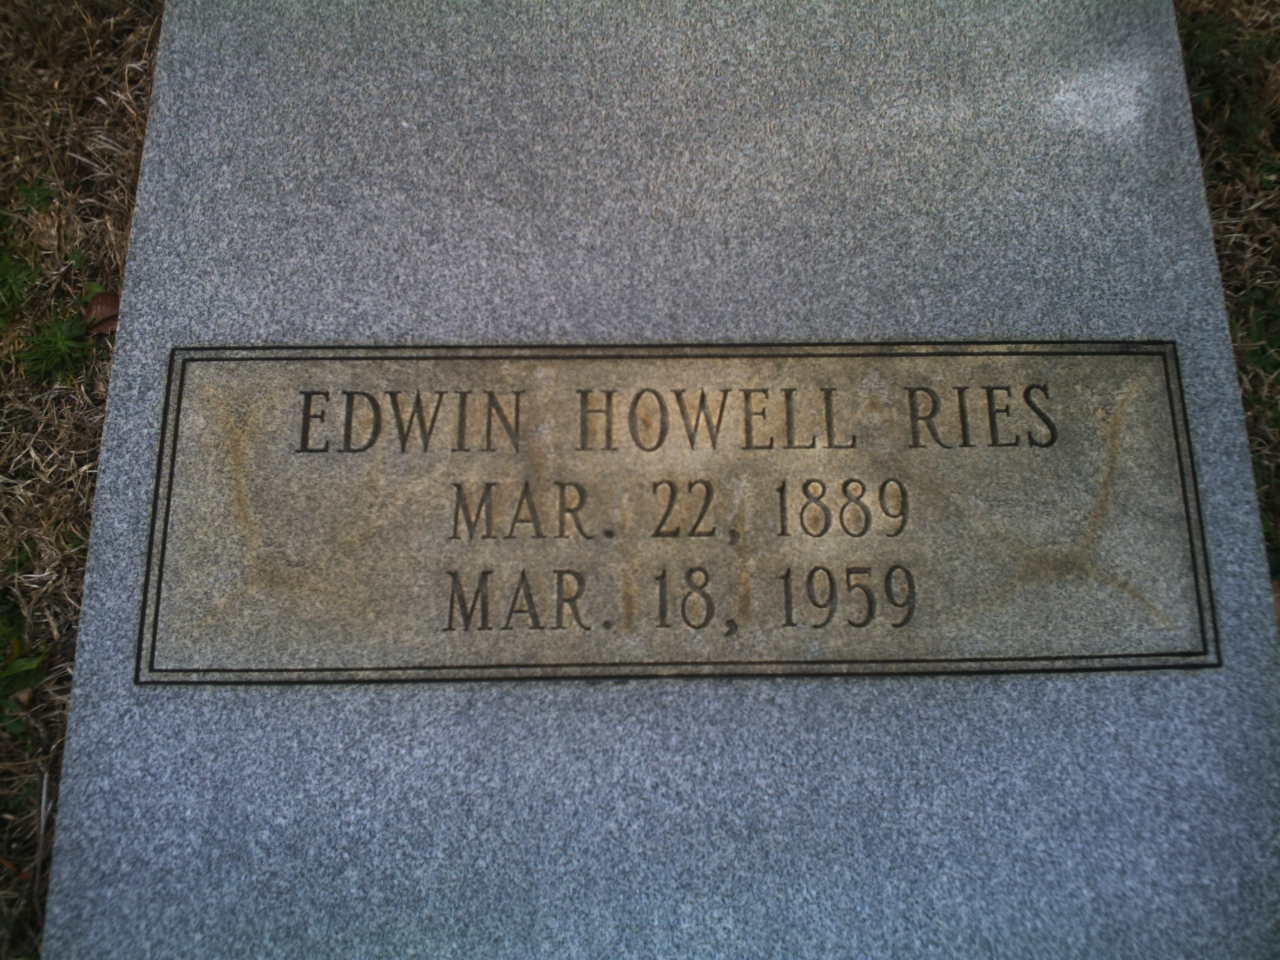 EDWIN HOWELL RIES
MAR. 22, 1889
MAR. 18, 1959